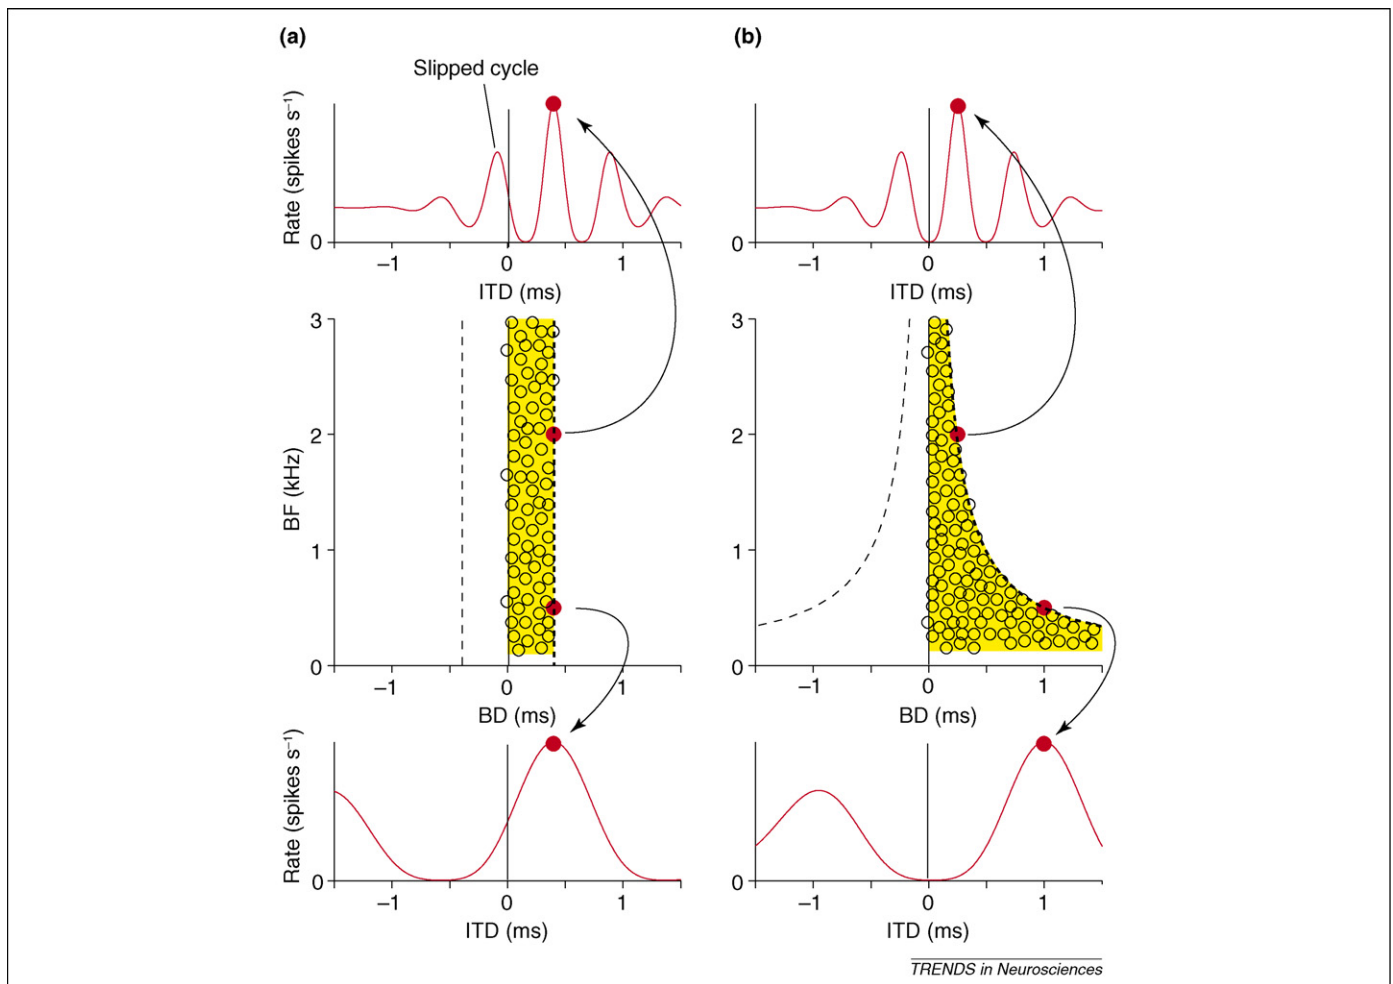 (a)
Slipped cycle
Rate (spikes s⁻¹)
0
–1 0 1
ITD (ms)
3
2
1
0
BF (kHz)
–1 0 1
BD (ms)
Rate (spikes s⁻¹)
0
–1 0 1
ITD (ms)
(b)
0
–1 0 1
ITD (ms)
3
2
1
0
–1 0 1
BD (ms)
0
–1 0 1
ITD (ms)
TRENDS in Neurosciences